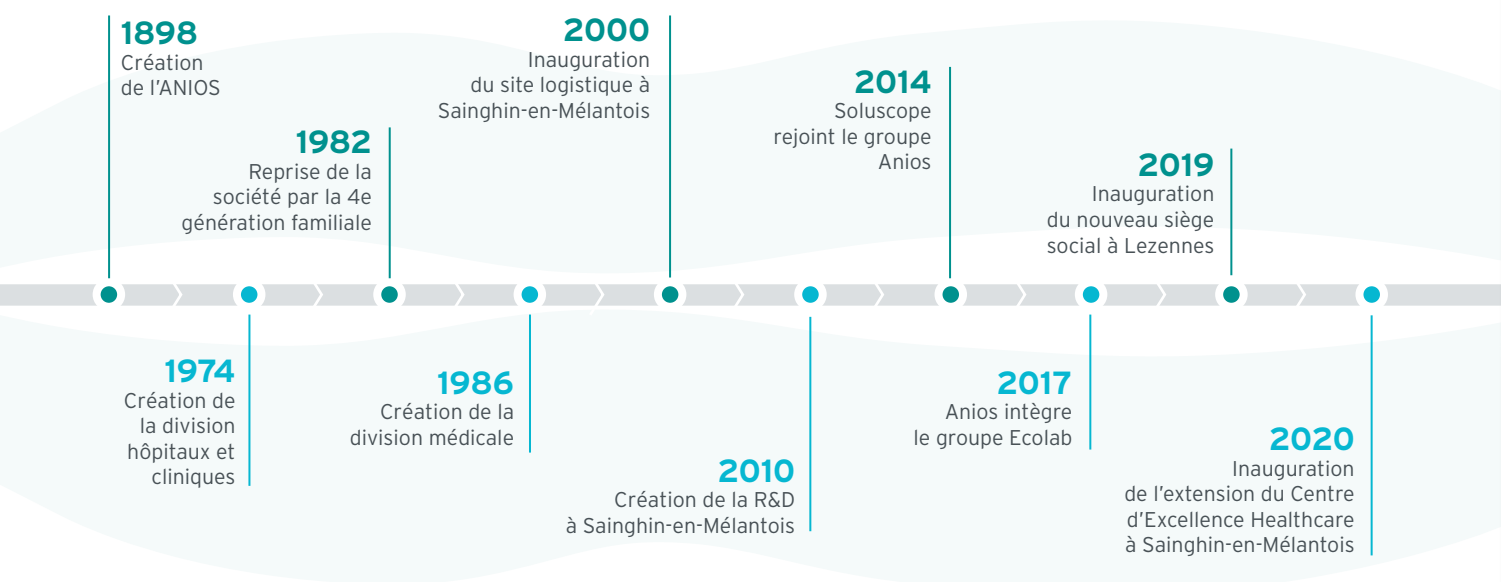 1898
Création
de l'ANIOS
1974
Création de
la division
hôpitaux et
cliniques
1982
Reprise de la
société par la 4e
génération familiale
1986
Création de la
division médicale
2000
Inauguration
du site logistique à
Sainghin-en-Mélantois
2010
Création de la R&D
à Sainghin-en-Mélantois
2014
Soluscope
rejoint le groupe
Anios
2017
Anios intègre
le groupe Ecolab
2019
Inauguration
du nouveau siège
social à Lezennes
2020
Inauguration
de l'extension du Centre
d'Excellence Healthcare
à Sainghin-en-Mélantois